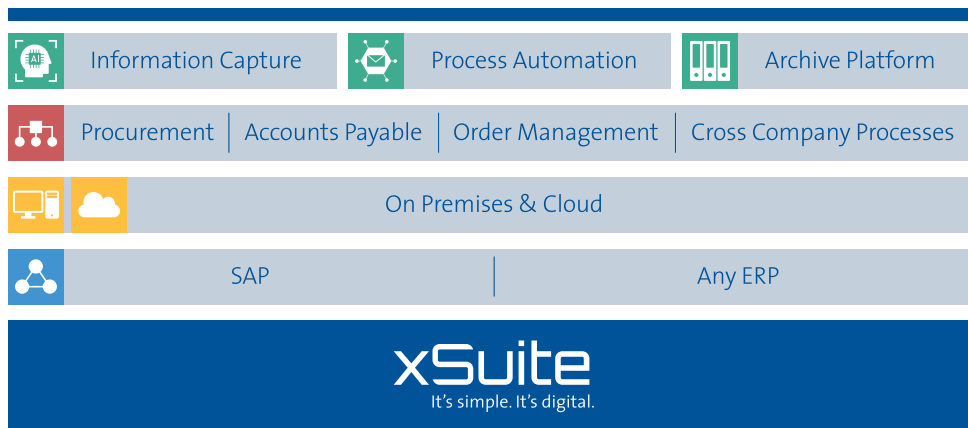 AI
Information Capture
Process Automation
Archive Platform
Procurement
Accounts Payable
Order Management
Cross Company Processes
On Premises & Cloud
SAP
Any ERP
xSuite
It's simple. It's digital.